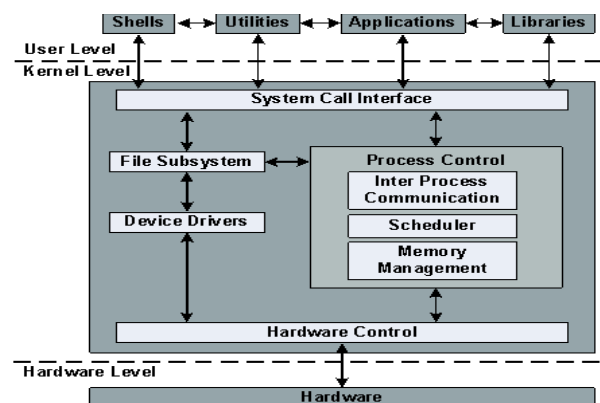 Shells Utilities Applications Libraries
User Level
Kernel Level
System Call Interface
File Subsystem
Process Control
Inter Process
Communication
Device Drivers
Scheduler
Memory
Management
Hardware Control
Hardware Level
Hardware